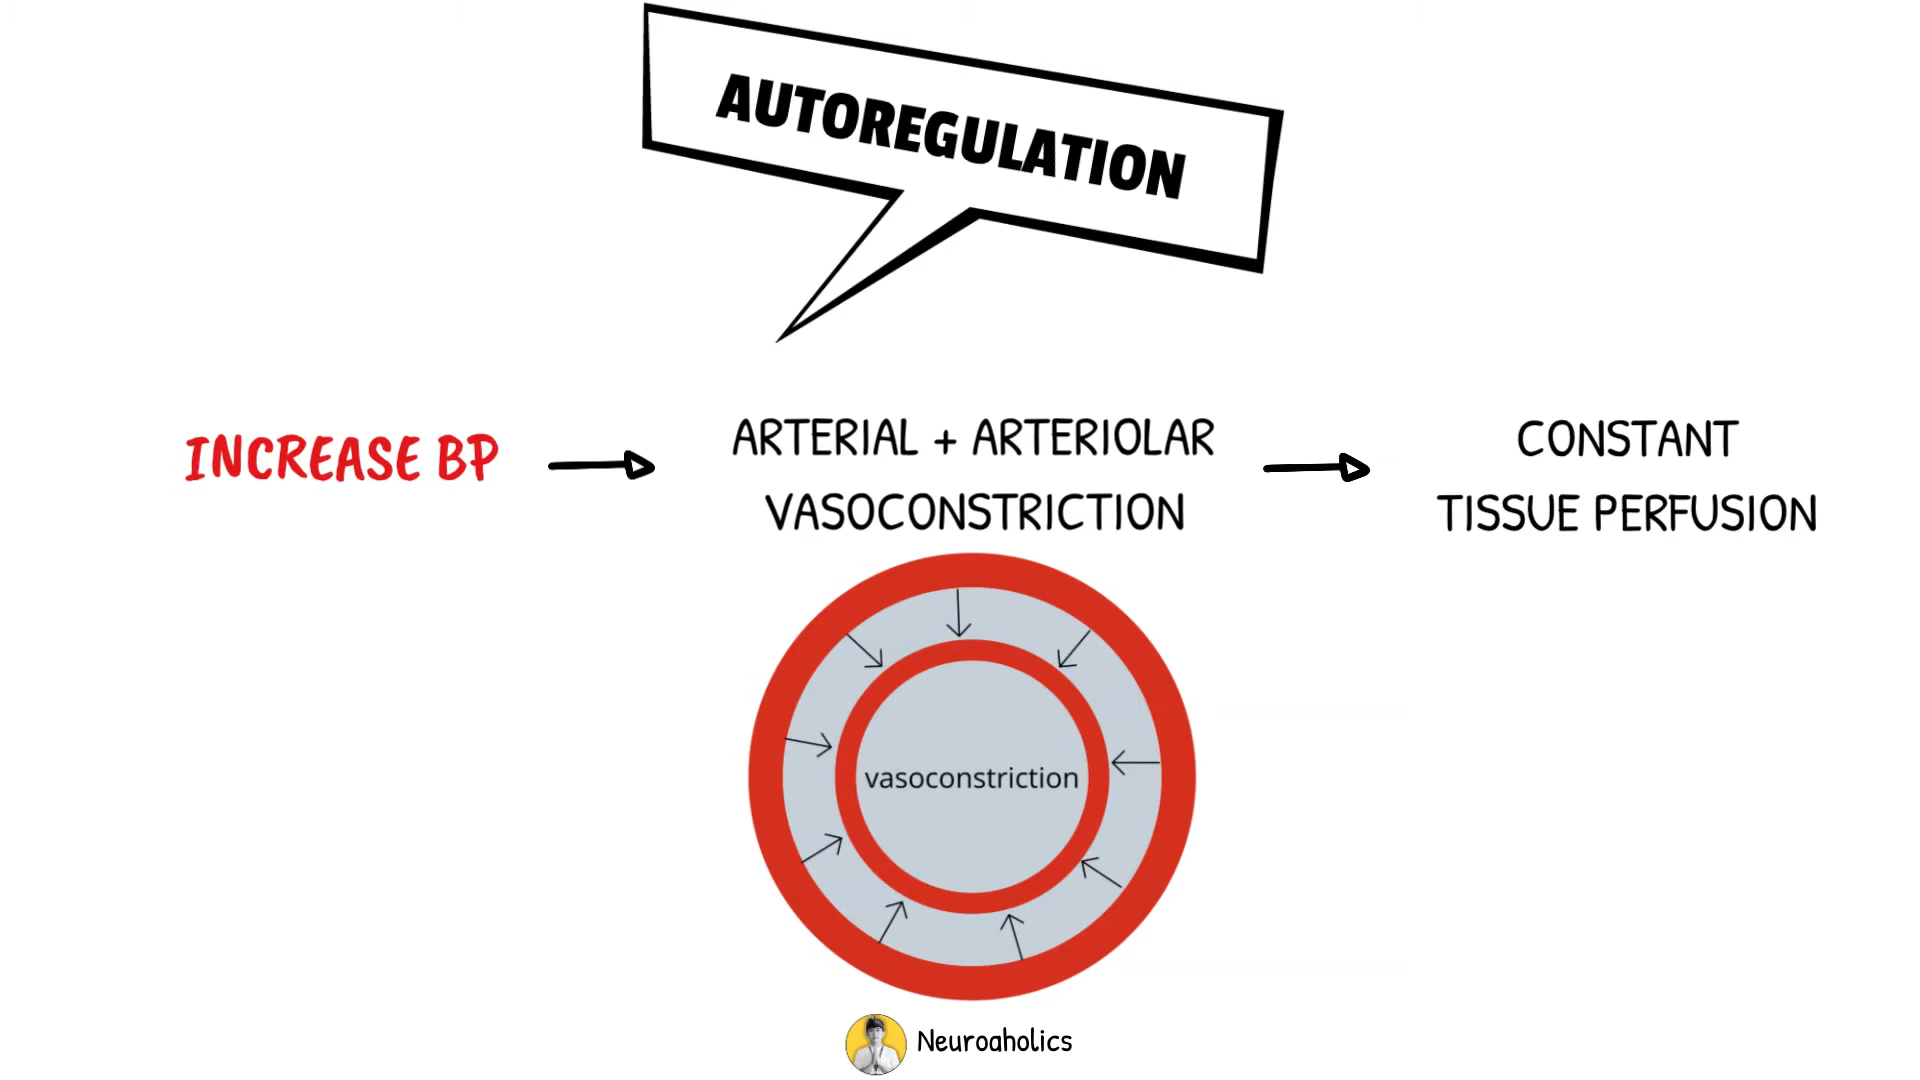 AUTOREGULATION
INCREASE BP
ARTERIAL + ARTERIOLAR
VASOCONSTRICTION
CONSTANT
TISSUE PERFUSION
vasoconstriction
Neuroaholics